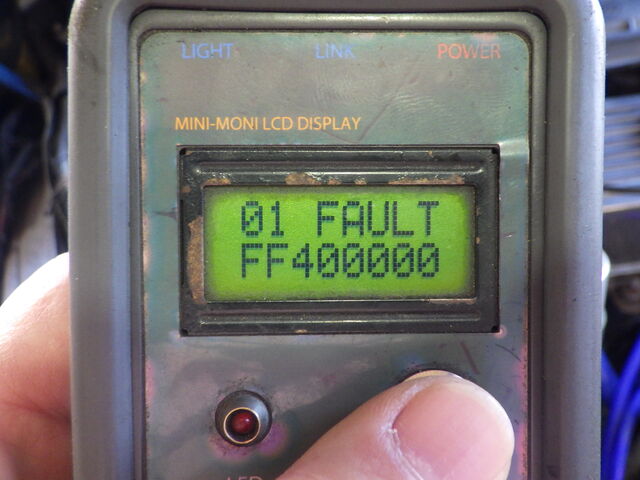 LIGHT LINK POWER
MINI-MONI LCD DISPLAY
01 FAULT
FF400000